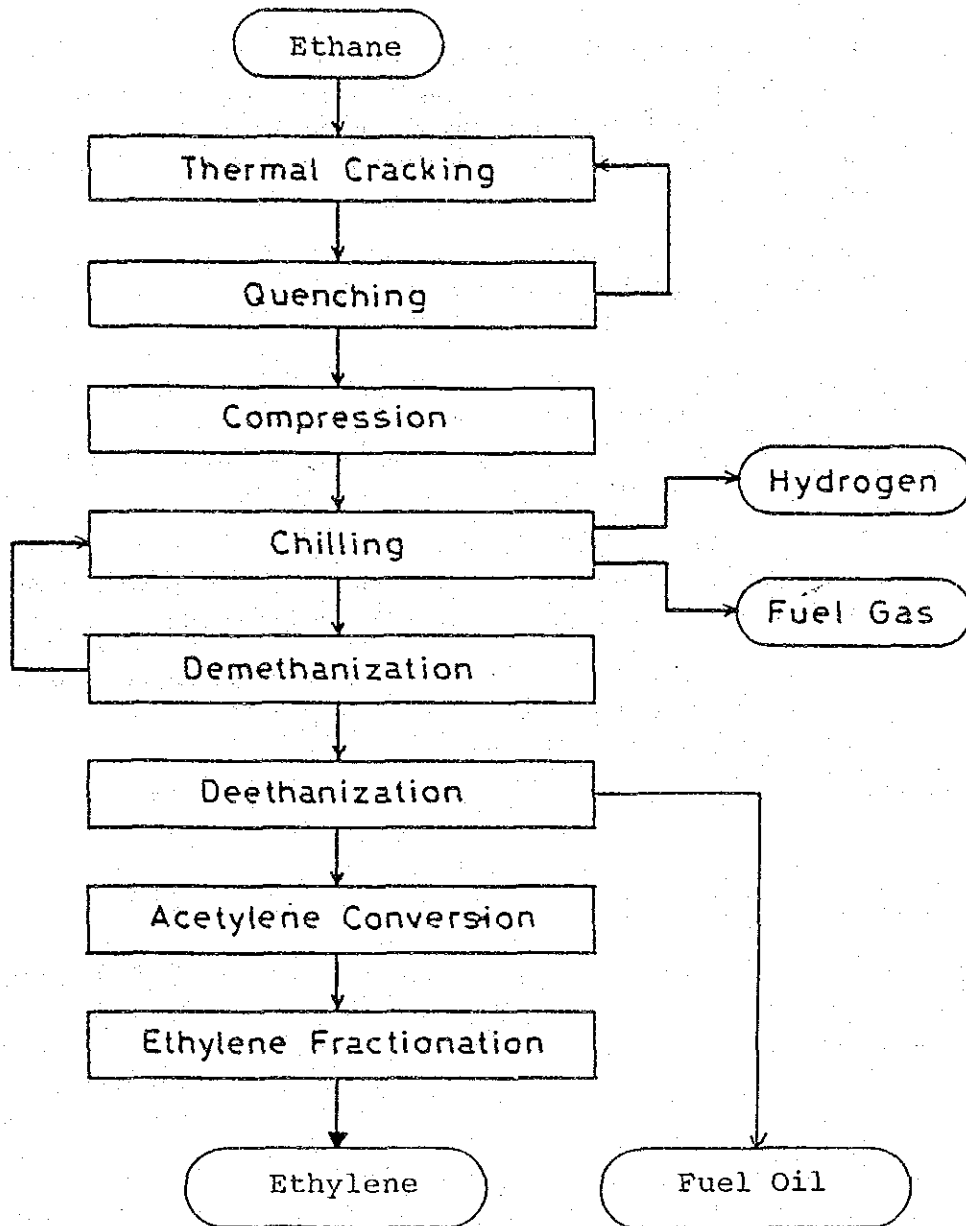 Ethane
Thermal Cracking
Quenching
Compression
Hydrogen
Chilling
Fuel Gas
Demethanization
Deethanization
Acetylene Conversion
Ethylene Fractionation
Ethylene
Fuel Oil